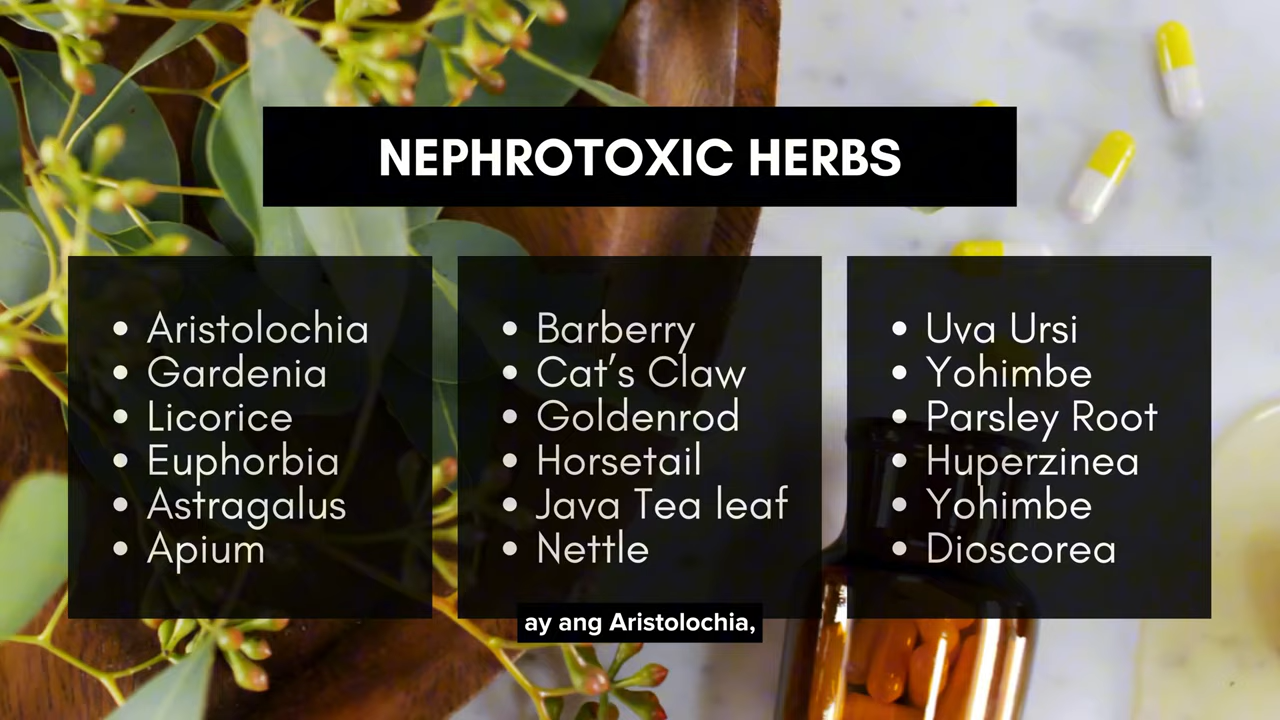 NEPHROTOXIC HERBS
• Aristolochia
• Gardenia
• Licorice
• Euphorbia
• Astragalus
• Apium
• Barberry
• Cat's Claw
• Goldenrod
• Horsetail
• Java Tea leaf
• Nettle
• Uva Ursi
• Yohimbe
• Parsley Root
• Huperzinea
• Yohimbe
• Dioscorea
ay ang Aristolochia,